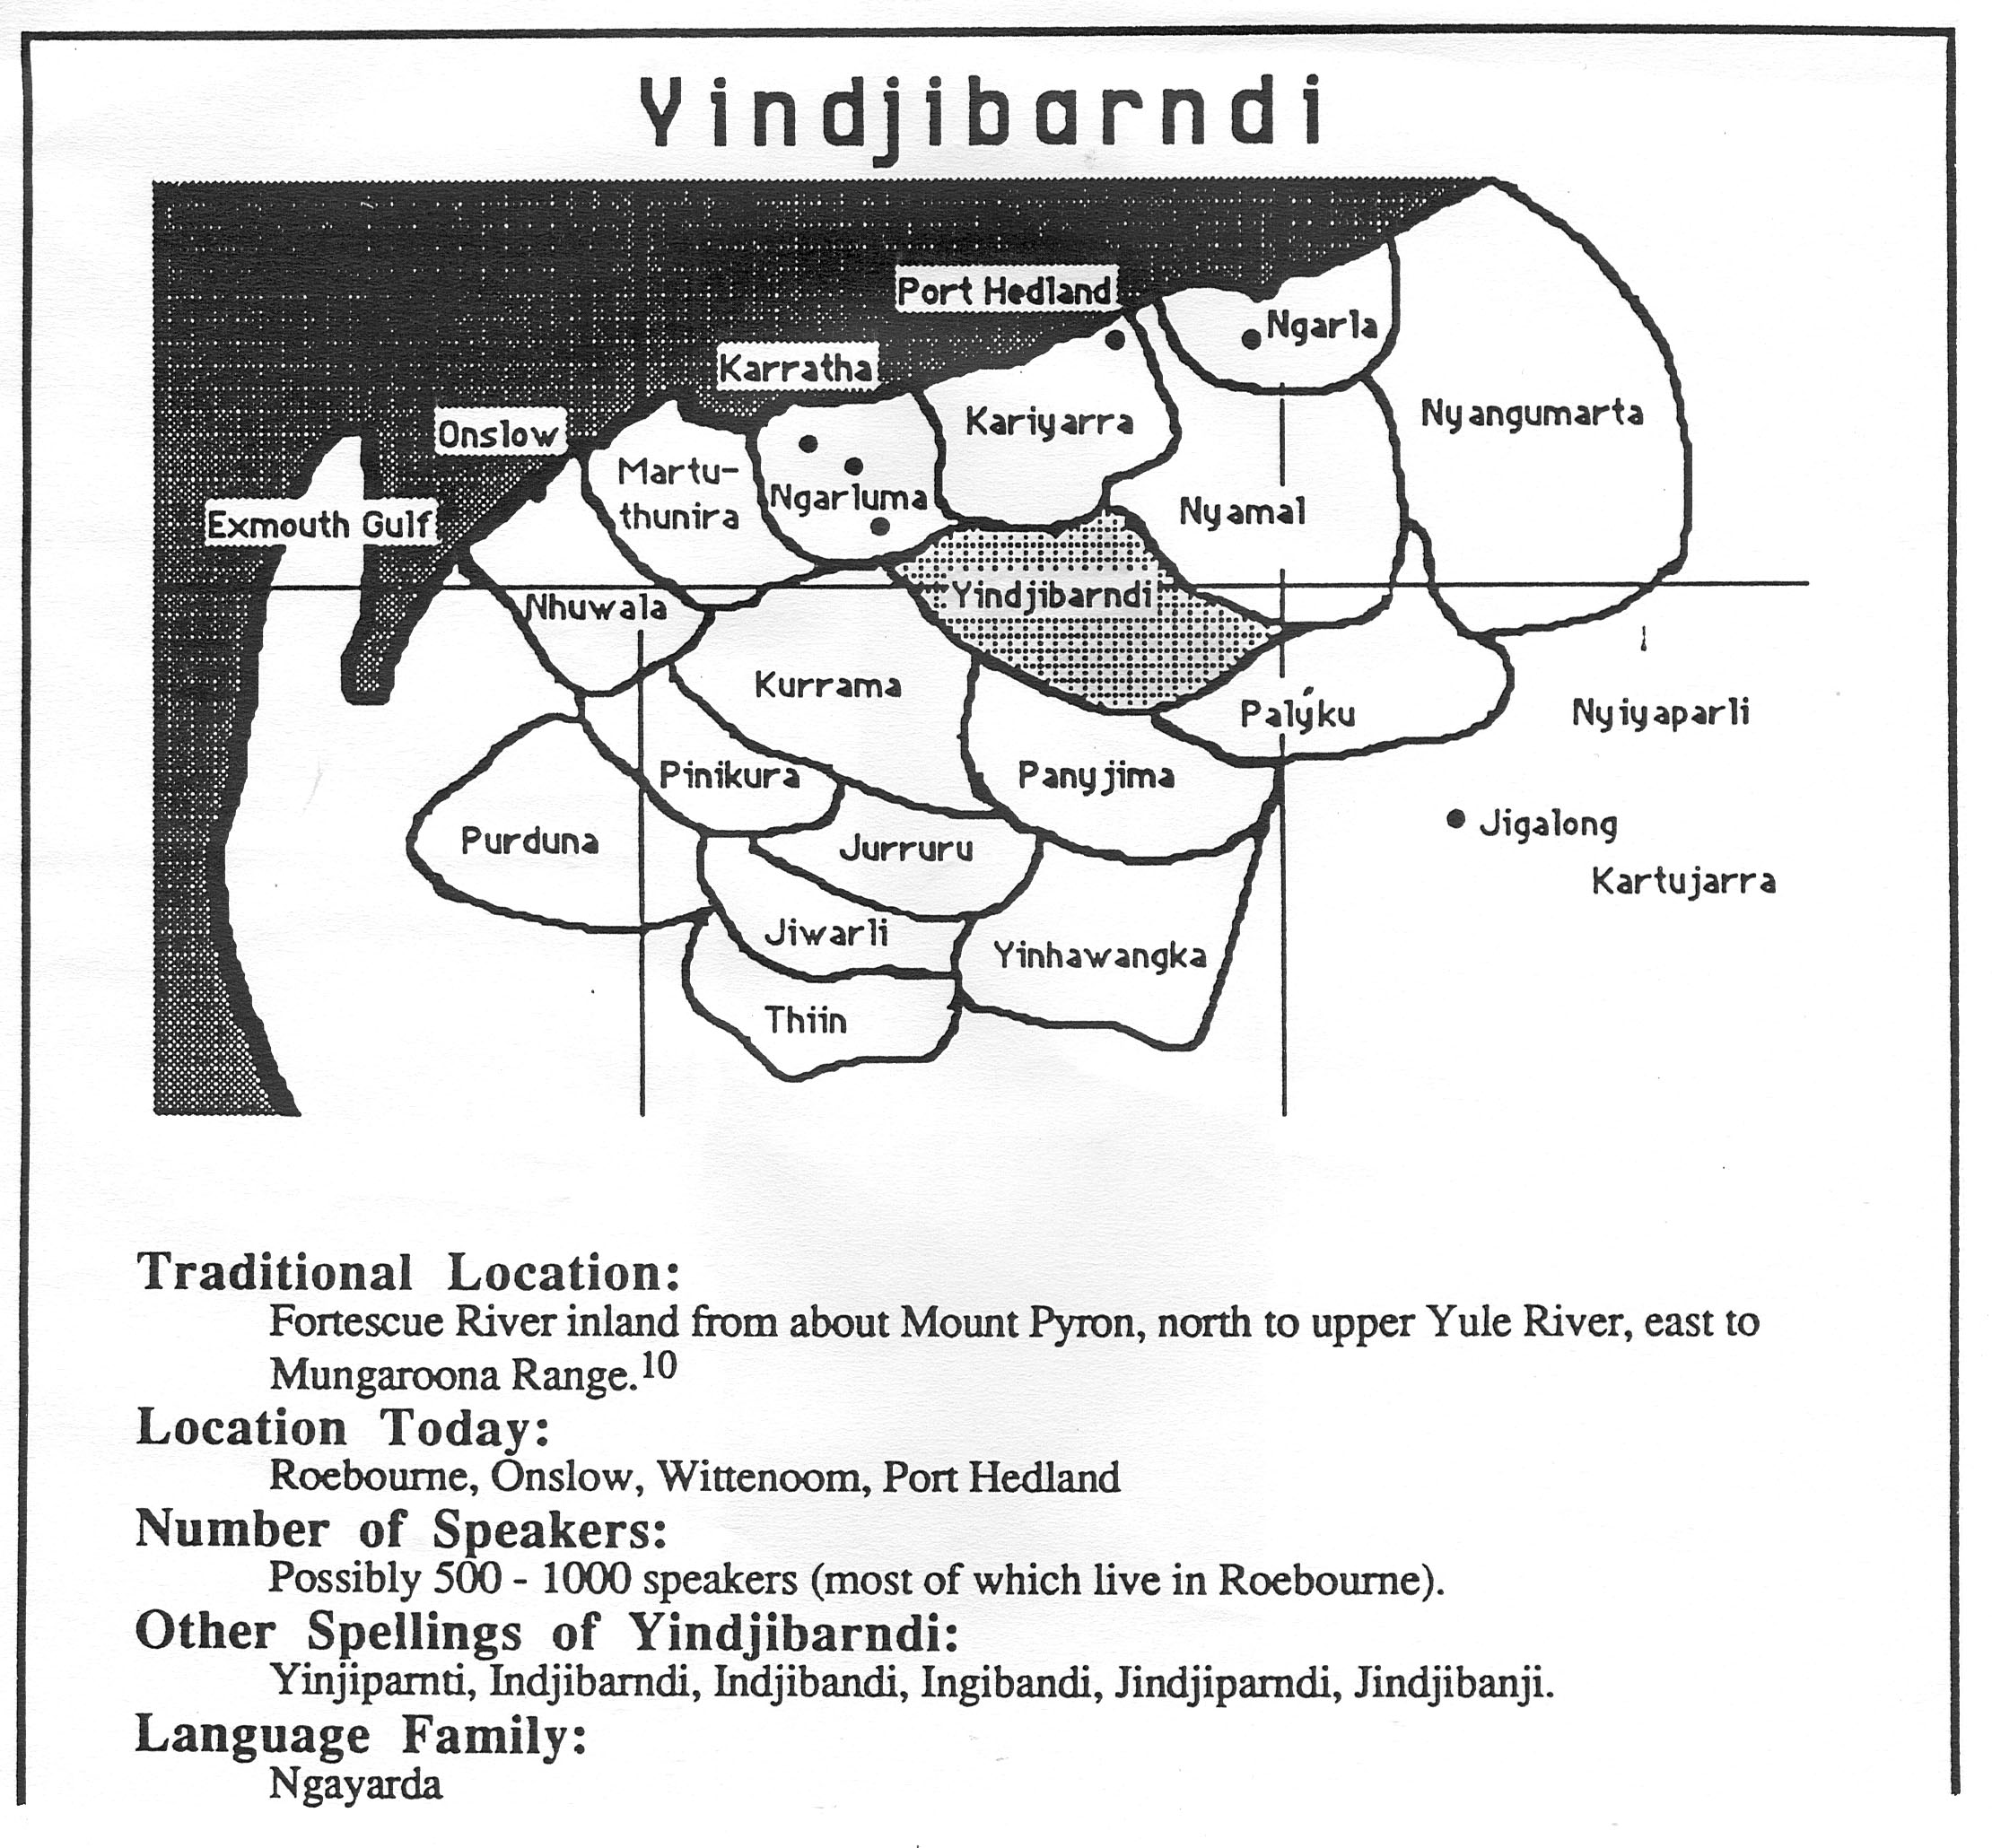 Yindjibarndi
Port Hedland
Ngarla
Karratha
Nyangumarta
Kariyarra
Onslow
Martu-
thunira
Ngarluma
Nyamal
Exmouth Gulf
Yindjibarndi
Nhuwala
Kurrama
Palyku
Nyiyaparli
Pinikura
Panyjima
Purduna
Jurruru
Jigalong
Kartujarra
Jiwarli
Yinhawangka
Thiin
Traditional Location:
Fortescue River inland from about Mount Pyron, north to upper Yule River, east to
Mungaroona Range.10
Location Today:
Roebourne, Onslow, Wittenoom, Port Hedland
Number of Speakers:
Possibly 500 - 1000 speakers (most of which live in Roebourne).
Other Spellings of Yindjibarndi:
Yinjiparnti, Indjibarndi, Indjibandi, Ingibandi, Jindjiparndi, Jindjibanji.
Language Family:
Ngayarda